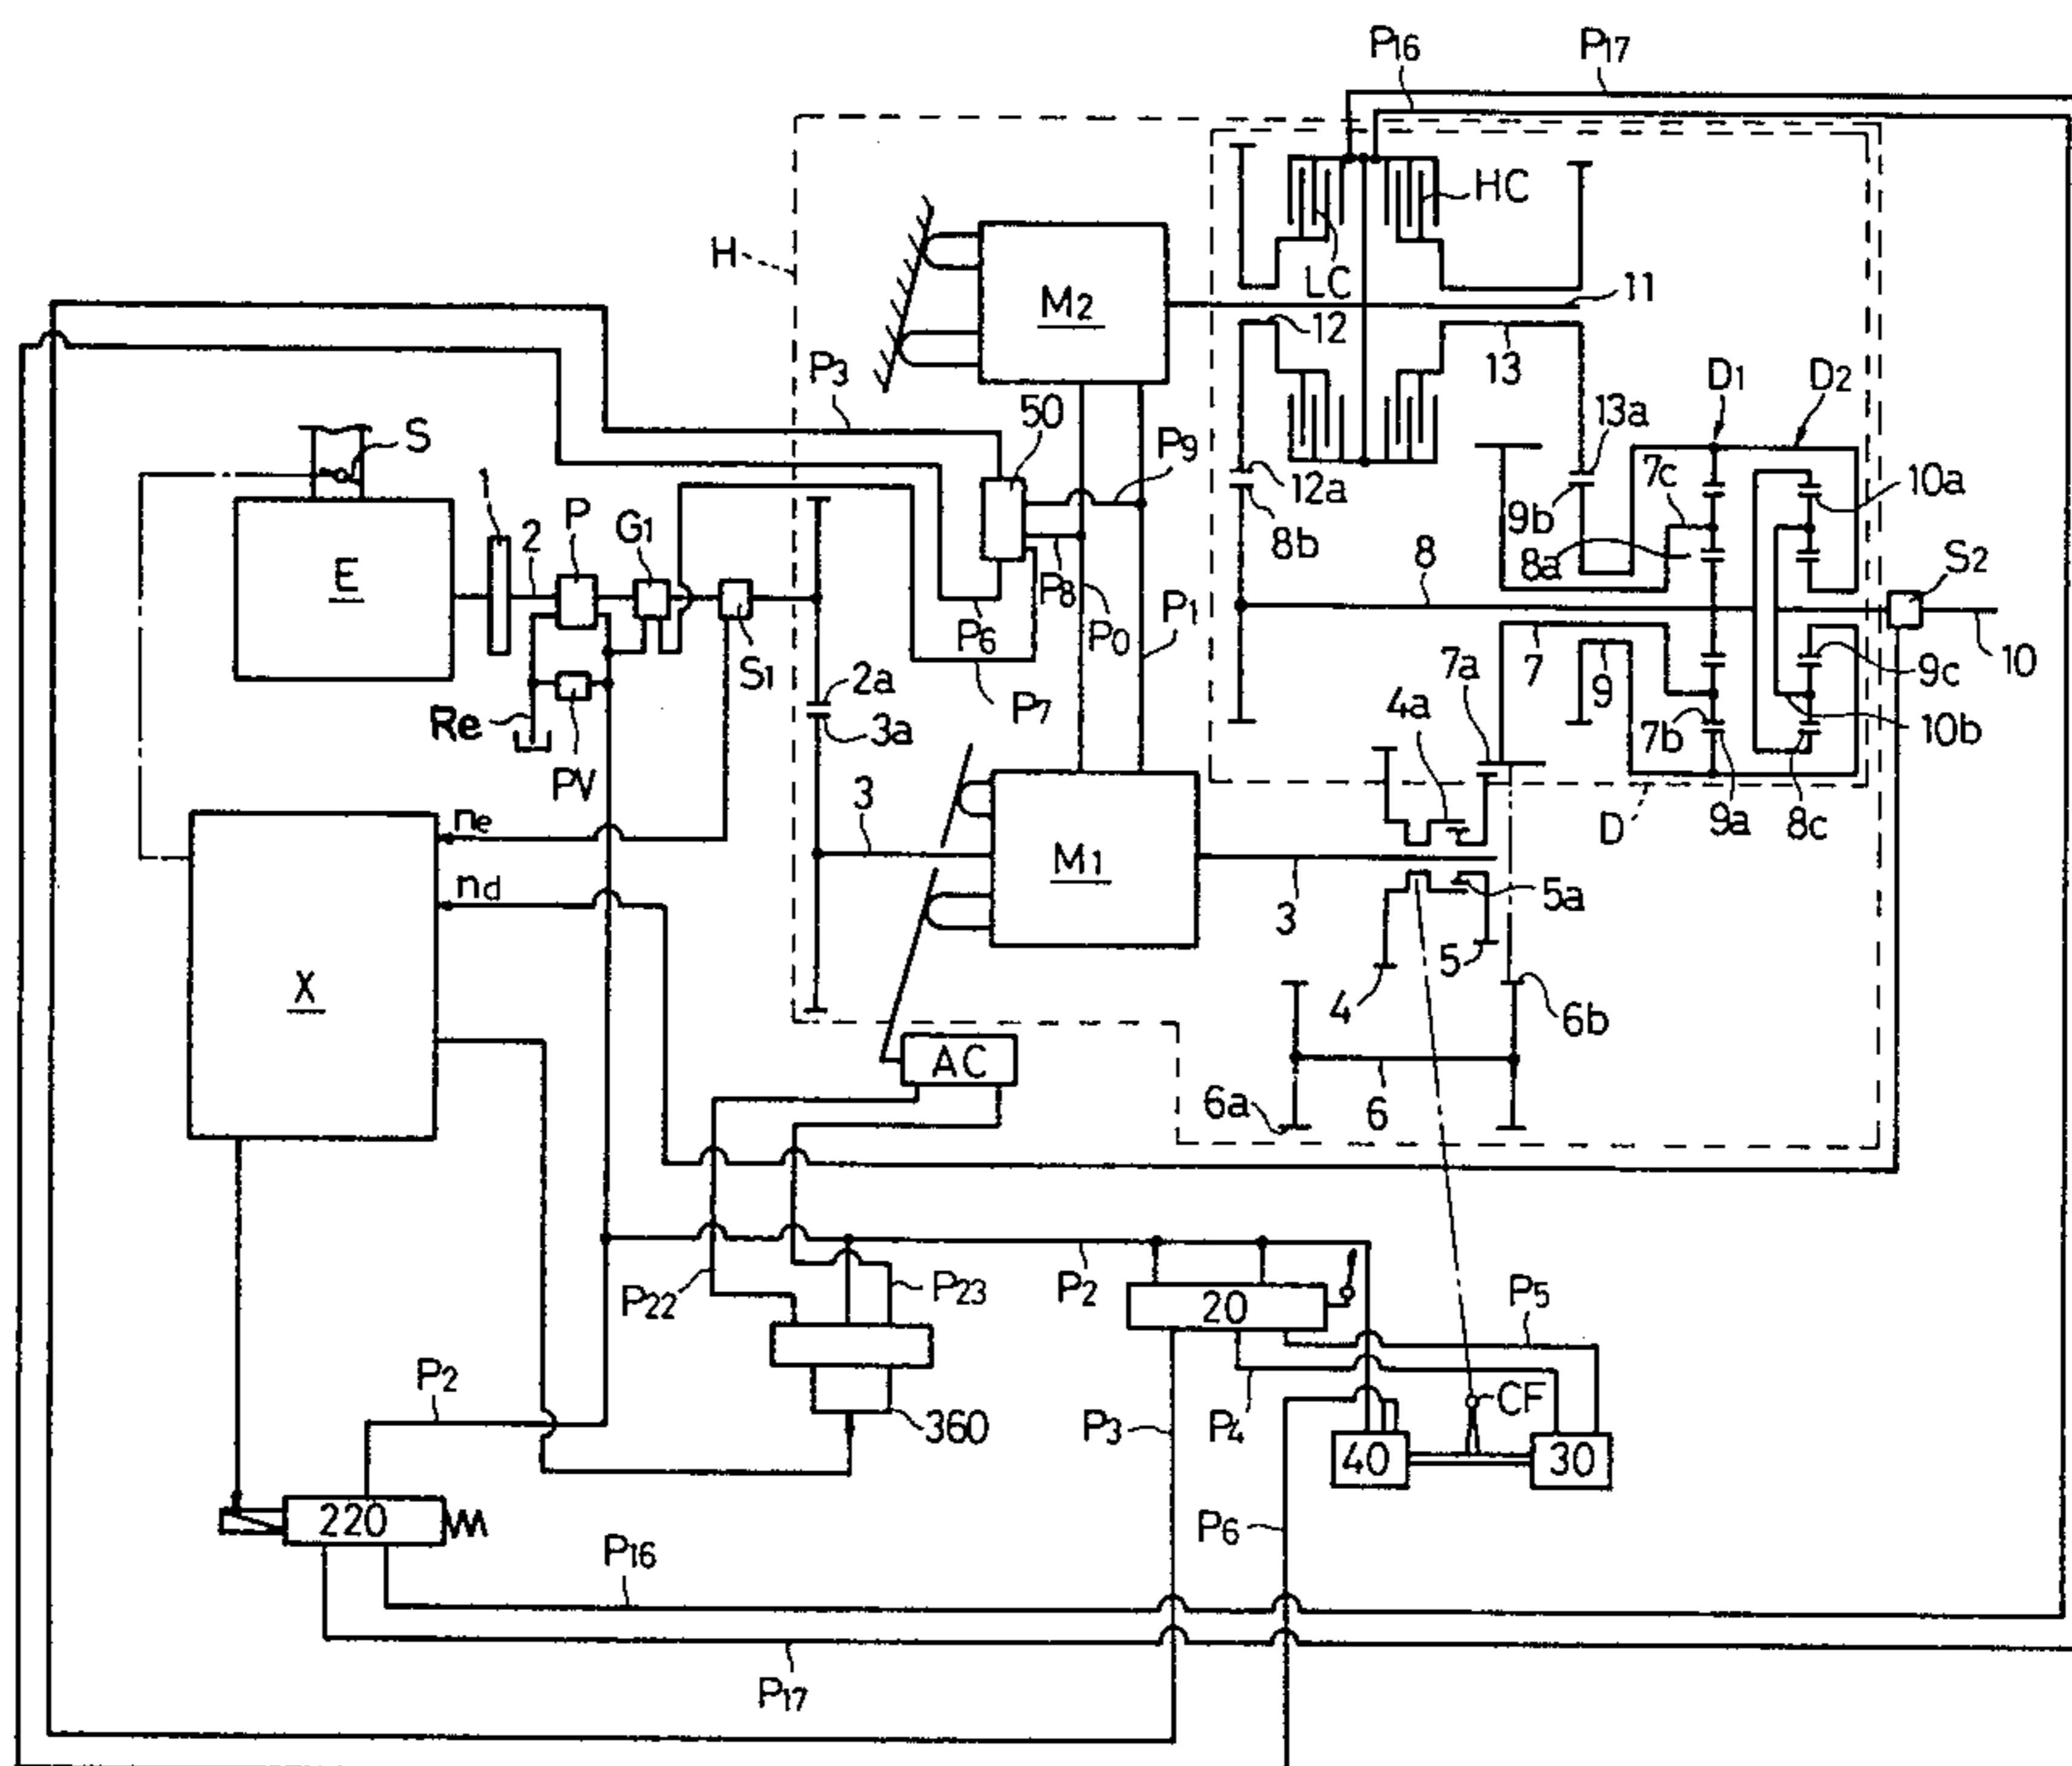 P16
P17
HC
H
LC
M2
11
12
P3
13
D1
D2
50
S
13a
P9
1
12a
7c
10a
2
P
G1
9b
8b
8a
S2
E
8
P8
P6
P0
P1
S1
7
9
10
7a
9c
2a
Re
P7
4a
3a
7b
10b
PV
3
ne
D
9a
8c
M1
nd
5a
3
X
5
4
6b
AC
6a
6
P22
P23
P2
20
P5
P2
CF
360
P3
P4
40
30
220
P6
P16
P17